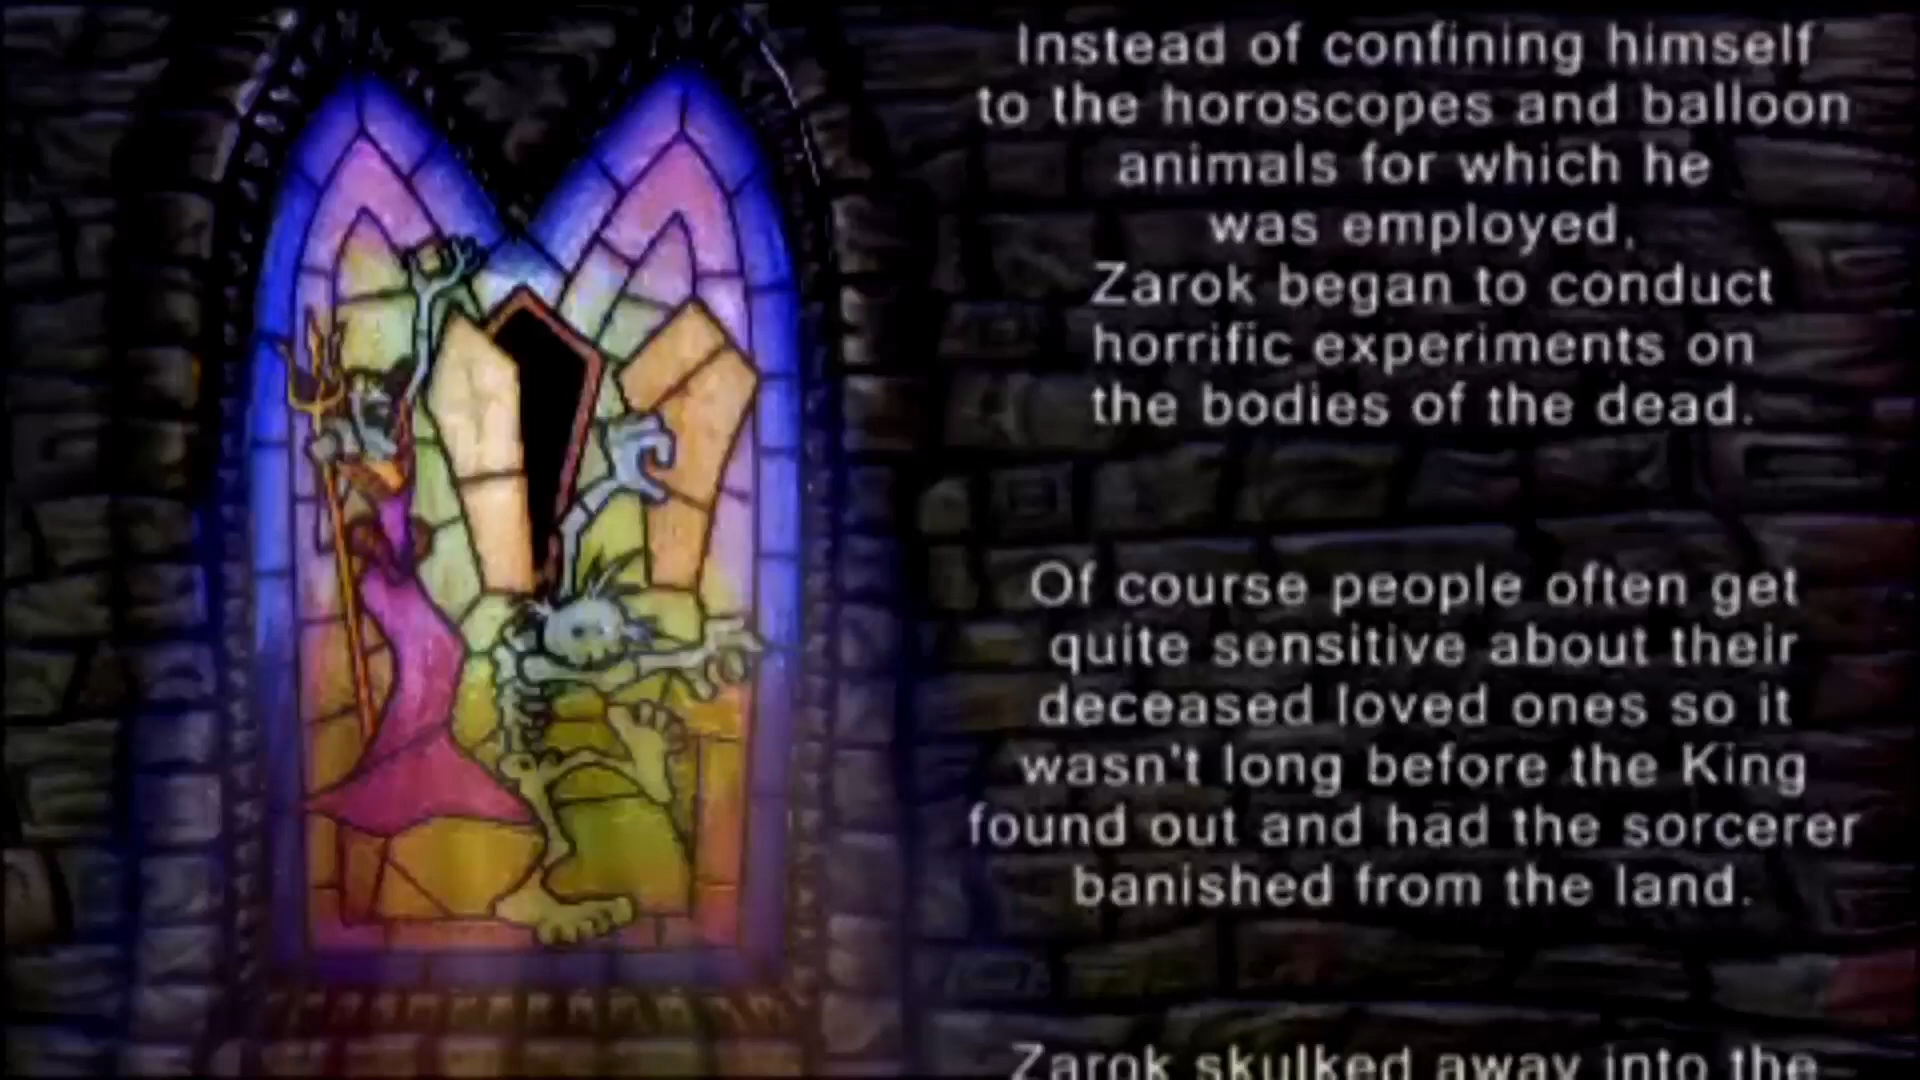 Instead of confining himself
to the horoscopes and balloon
animals for which he
was employed,
Zarok began to conduct
horrific experiments on
the bodies of the dead.
Of course people often get
quite sensitive about their
deceased loved ones so it
wasn't long before the King
found out and had the sorcerer
banished from the land.
Zarok skulked away into the